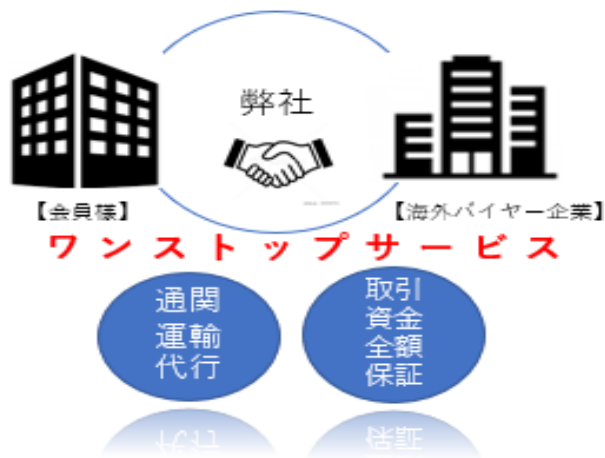 弊社
【会員様】
【海外バイヤー企業】
ワンストップサービス
通関
運輸
代行
取引
資金
全額
保証